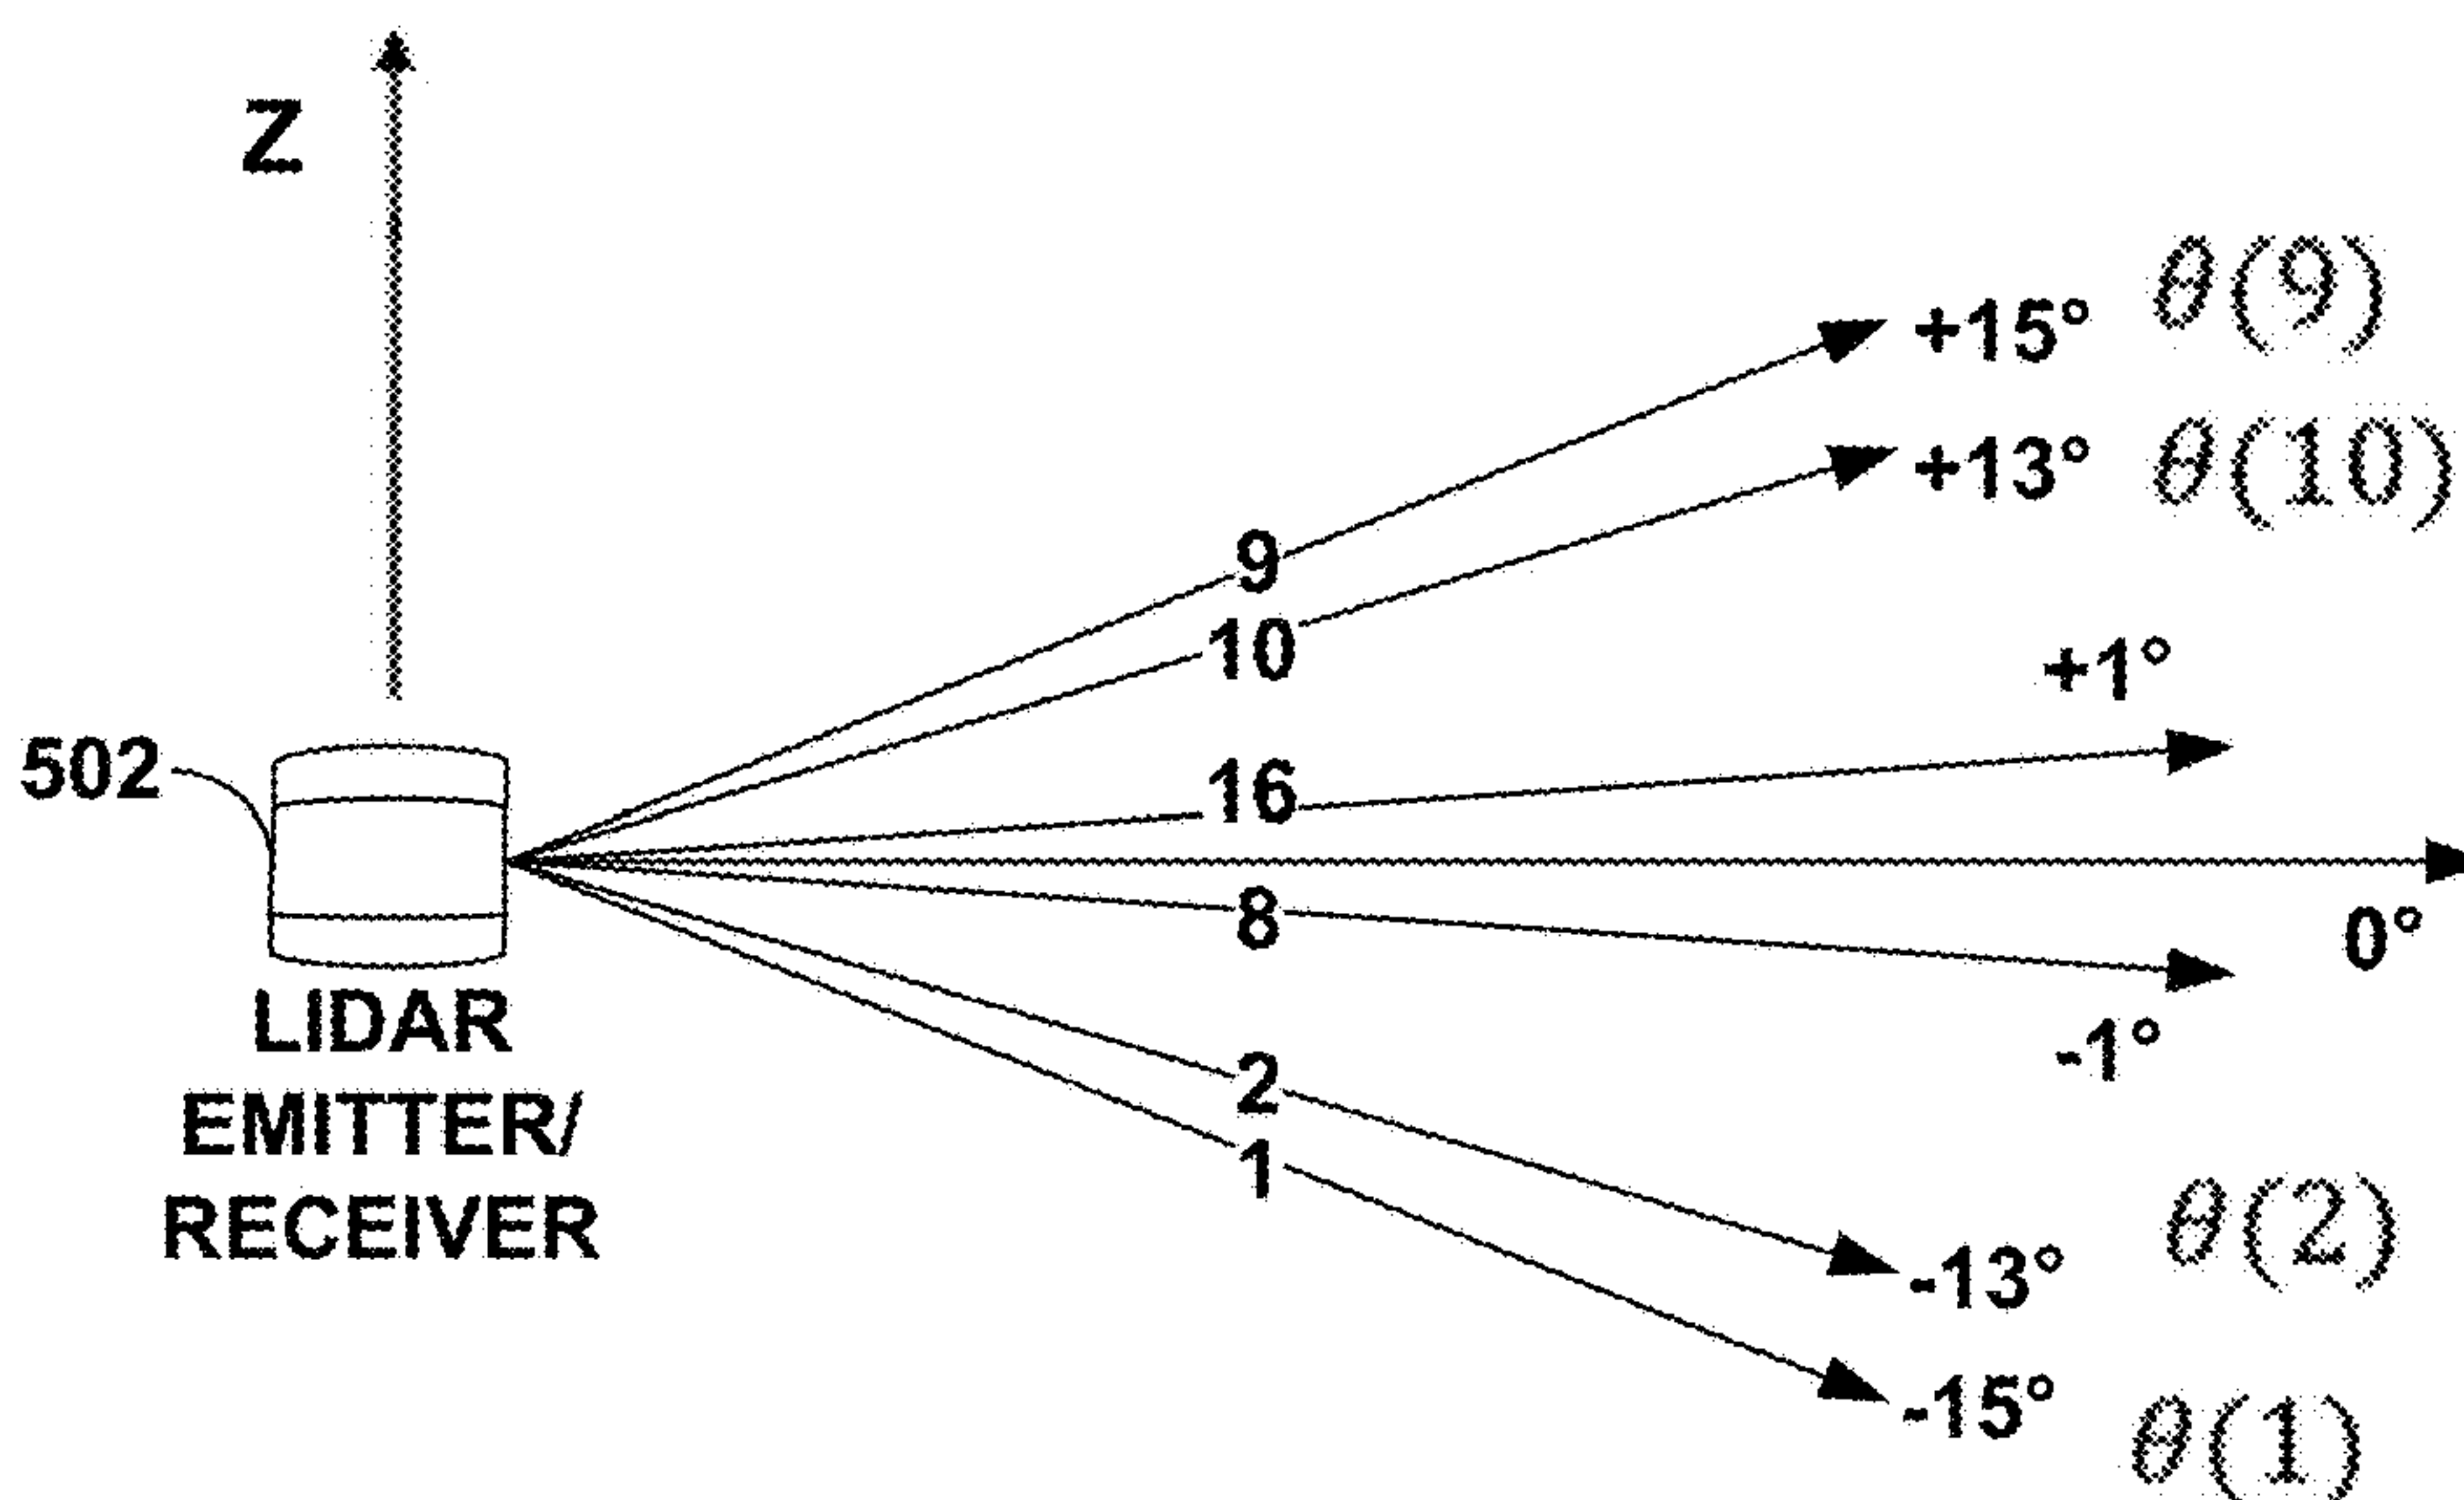 Z
+15° θ(9)
+13° θ(10)
9
10
+1°
502
16
0°
8
-1°
LIDAR
EMITTER/
RECEIVER
2
1
-13° θ(2)
-15° θ(1)